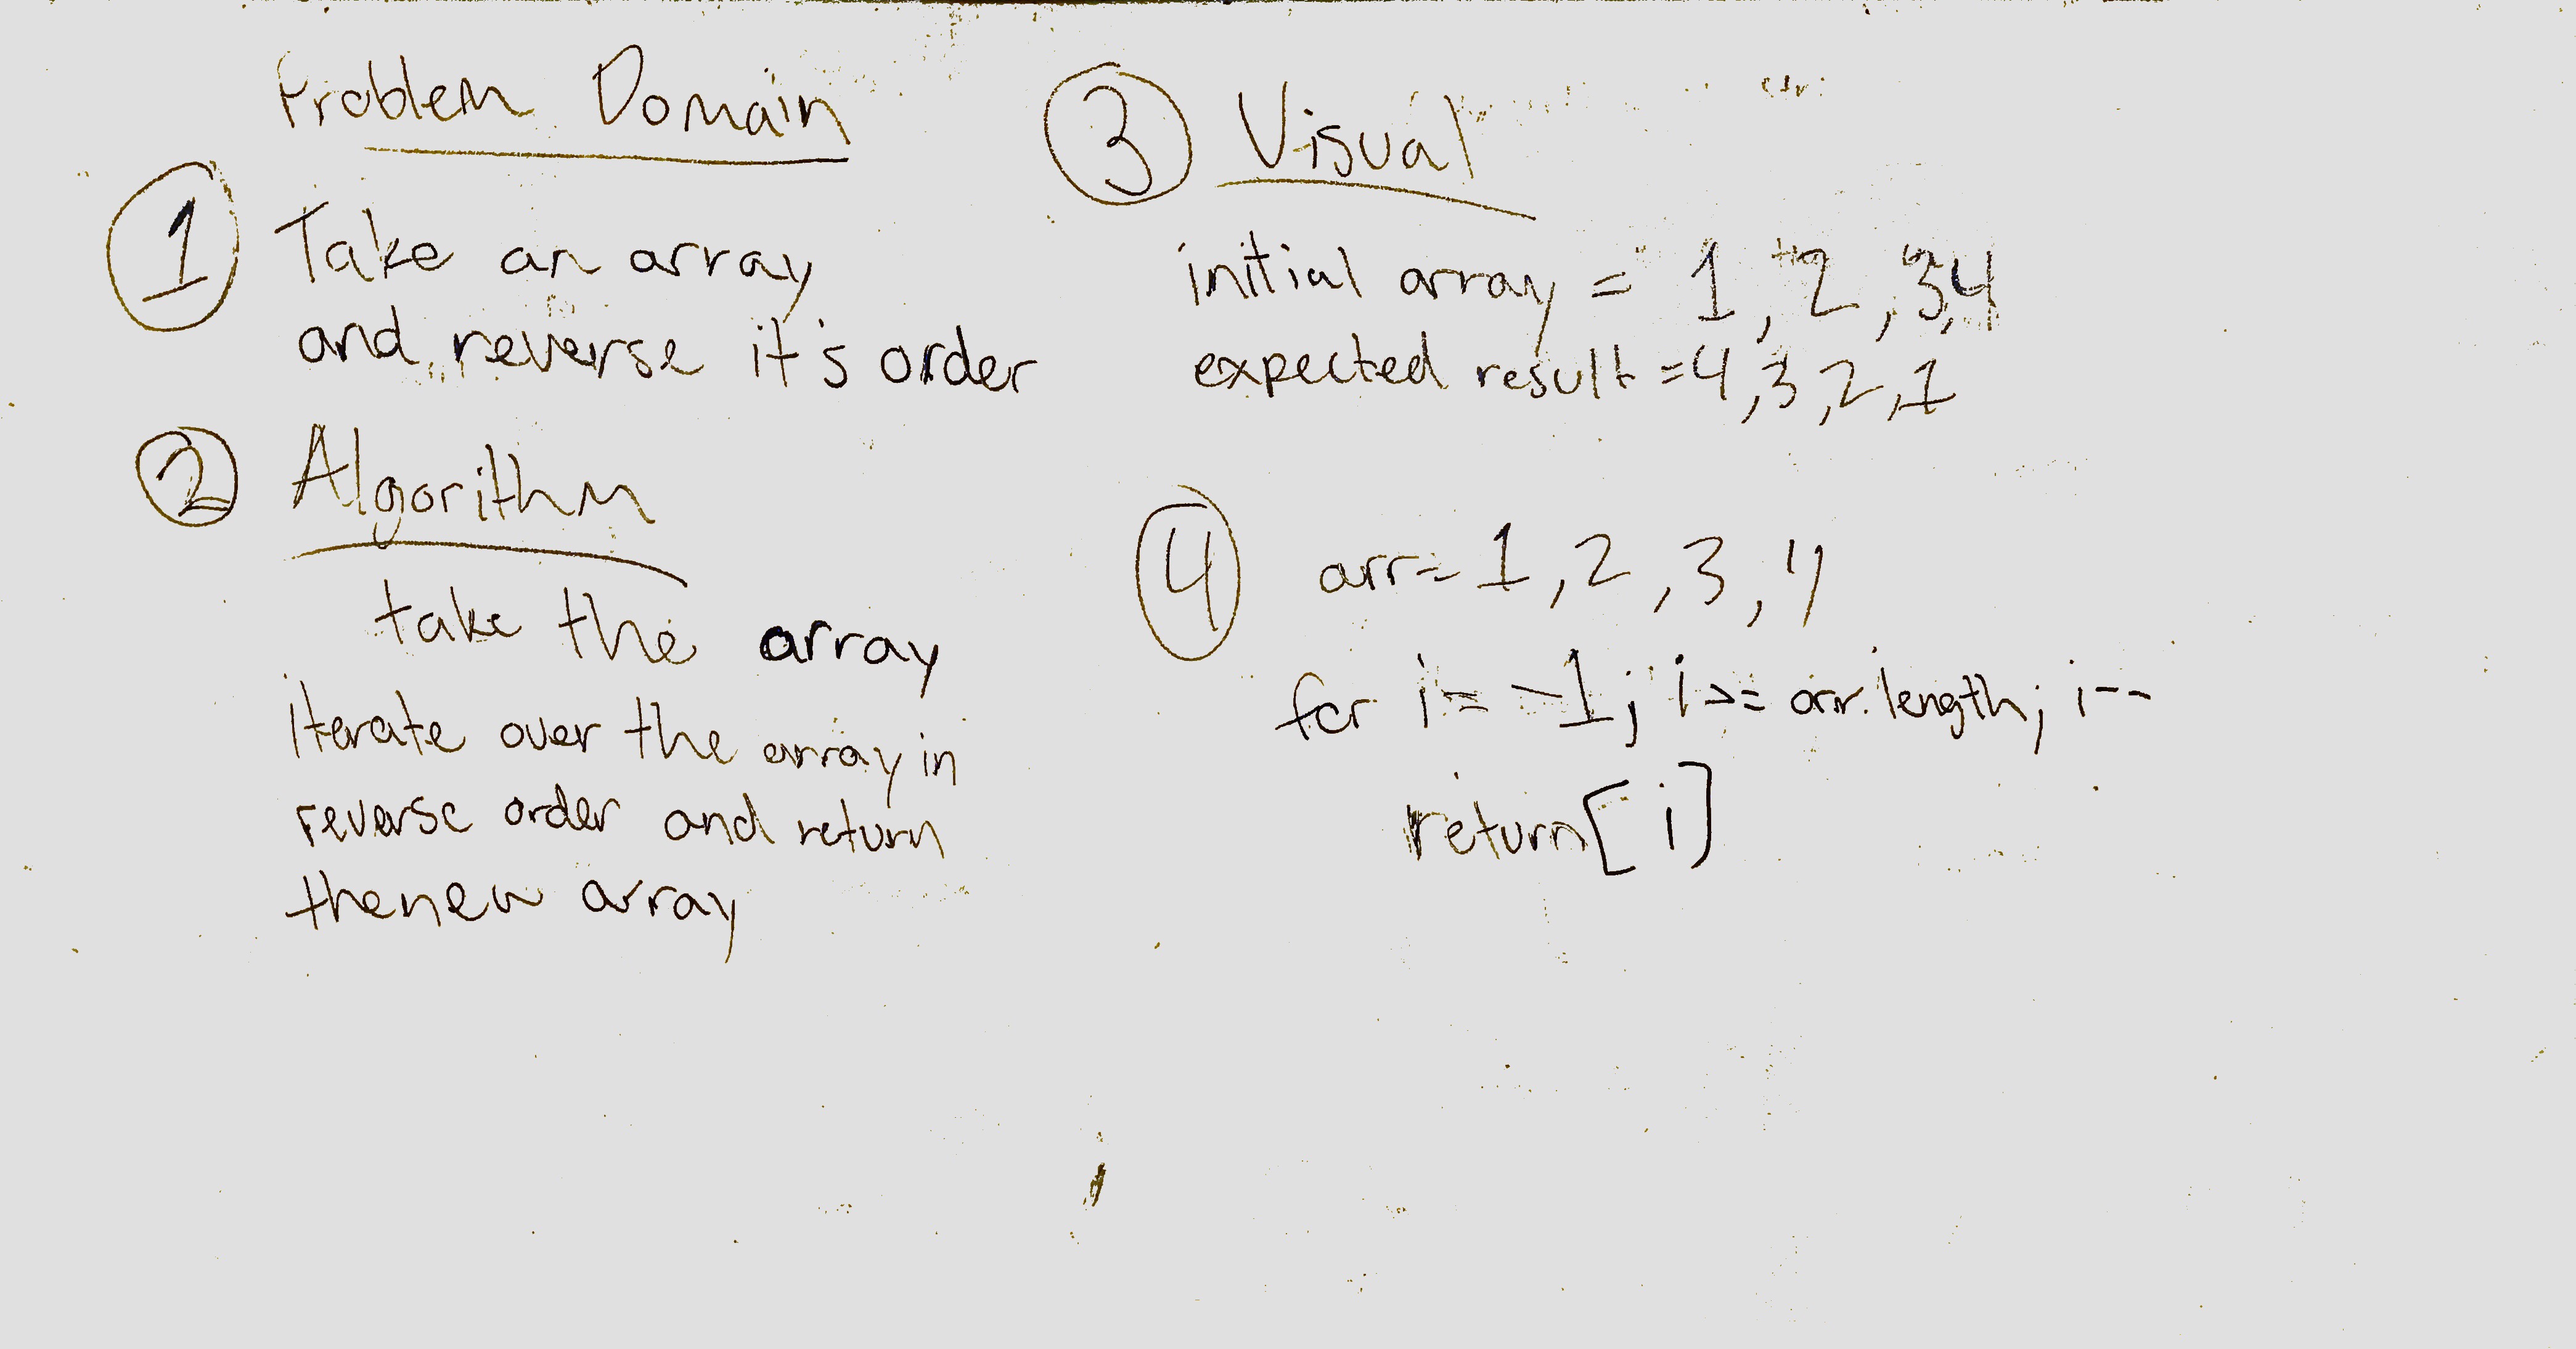 Problem Domain
1 Take an array
and reverse it's order
2 Algorithm
take the array
iterate over the array in
reverse order and return
the new array
3 Visual
initial array = 1, 2, 3, 4
expected result = 4, 3, 2, 1
4 arr = 1, 2, 3, 4
for i = -1; i >= arr.length; i--
return [i]